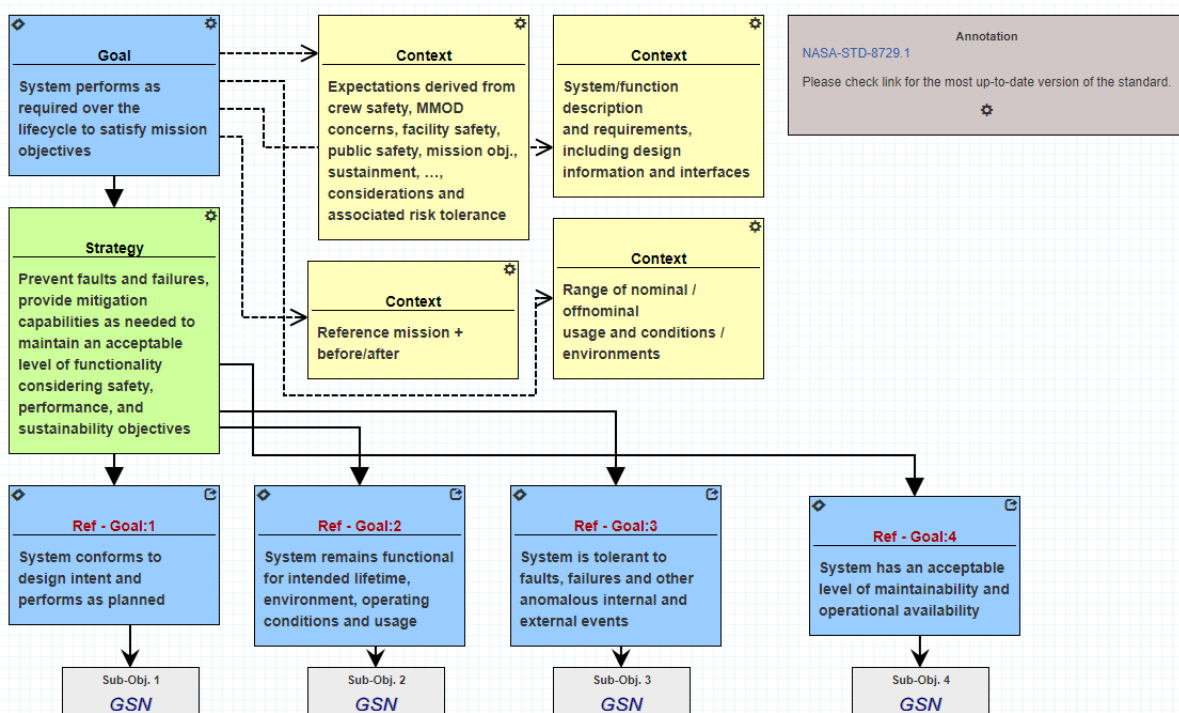 Goal
System performs as
required over the
lifecycle to satisfy mission
objectives
Context
Expectations derived from
crew safety, MMOD
concerns, facility safety,
public safety, mission obj.,
sustainment, ...,
considerations and
associated risk tolerance
Context
System/function
description
and requirements,
including design
information and interfaces
Annotation
NASA-STD-8729.1
Please check link for the most up-to-date version of the standard.
Strategy
Prevent faults and failures,
provide mitigation
capabilities as needed to
maintain an acceptable
level of functionality
considering safety,
performance, and
sustainability objectives
Context
Reference mission +
before/after
Context
Range of nominal /
offnominal
usage and conditions /
environments
Ref - Goal:1
System conforms to
design intent and
performs as planned
Ref - Goal:2
System remains functional
for intended lifetime,
environment, operating
conditions and usage
Ref - Goal:3
System is tolerant to
faults, failures and other
anomalous internal and
external events
Ref - Goal:4
System has an acceptable
level of maintainability and
operational availability
Sub-Obj. 1
GSN
Sub-Obj. 2
GSN
Sub-Obj. 3
GSN
Sub-Obj. 4
GSN